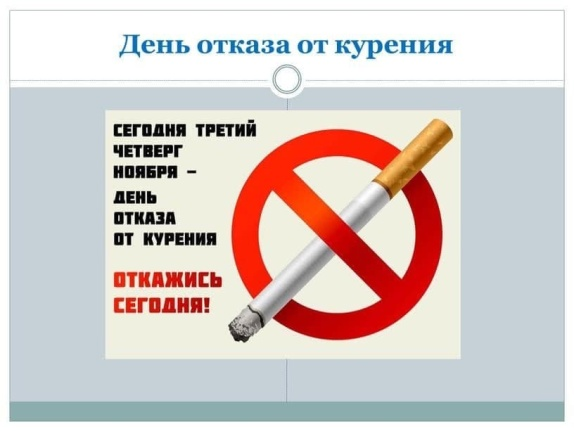 День отказа от курения
СЕГОДНЯ ТРЕТИЙ
ЧЕТВЕРГ
НОЯБРЯ –
ДЕНЬ
ОТКАЗА
ОТ КУРЕНИЯ
ОТКАЖИСЬ
СЕГОДНЯ!